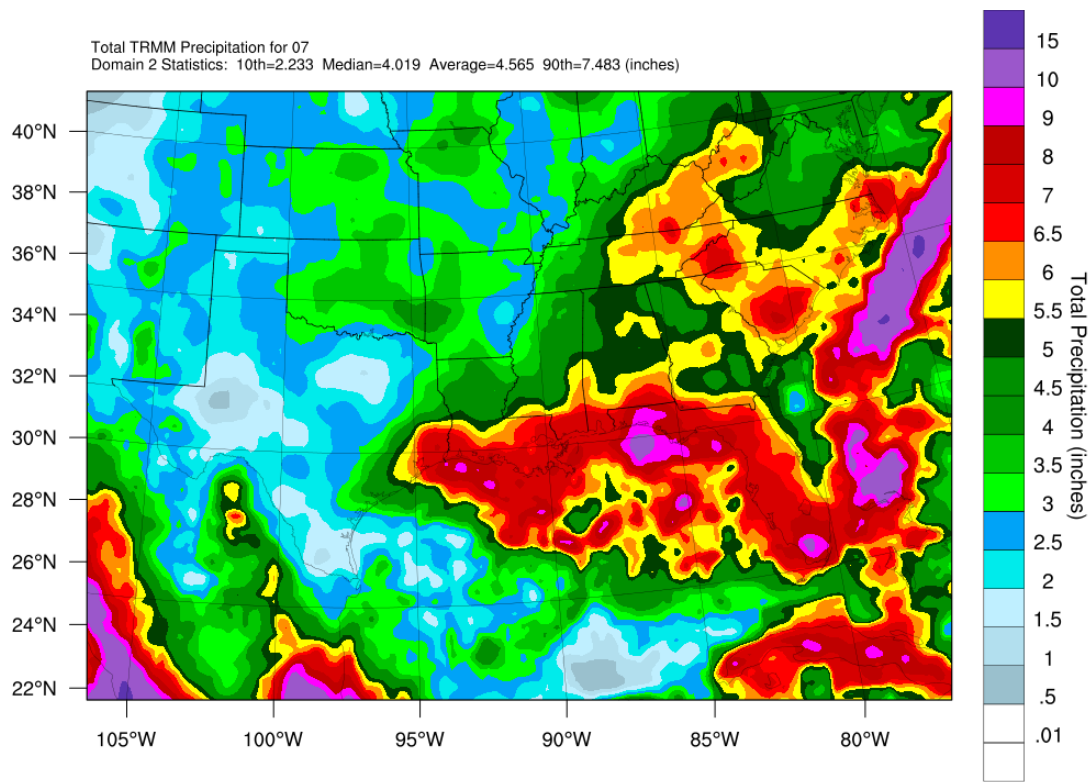 Total TRMM Precipitation for 07
Domain 2 Statistics: 10th=2.233 Median=4.019 Average=4.565 90th=7.483 (inches)
40°N
38°N
36°N
34°N
32°N
30°N
28°N
26°N
24°N
22°N
105°W
100°W
95°W
90°W
85°W
80°W
15
10
9
8
7
6.5
6
5.5
5
4.5
4
3.5
3
2.5
2
1.5
1
.5
.01
Total Precipitation (inches)